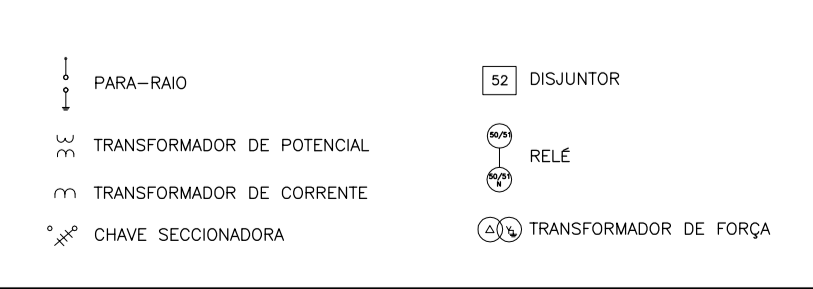 PARA-RAIO
TRANSFORMADOR DE POTENCIAL
TRANSFORMADOR DE CORRENTE
CHAVE SECCIONADORA
52 DISJUNTOR
50/51
RELÉ
50/51
N
Y TRANSFORMADOR DE FORÇA